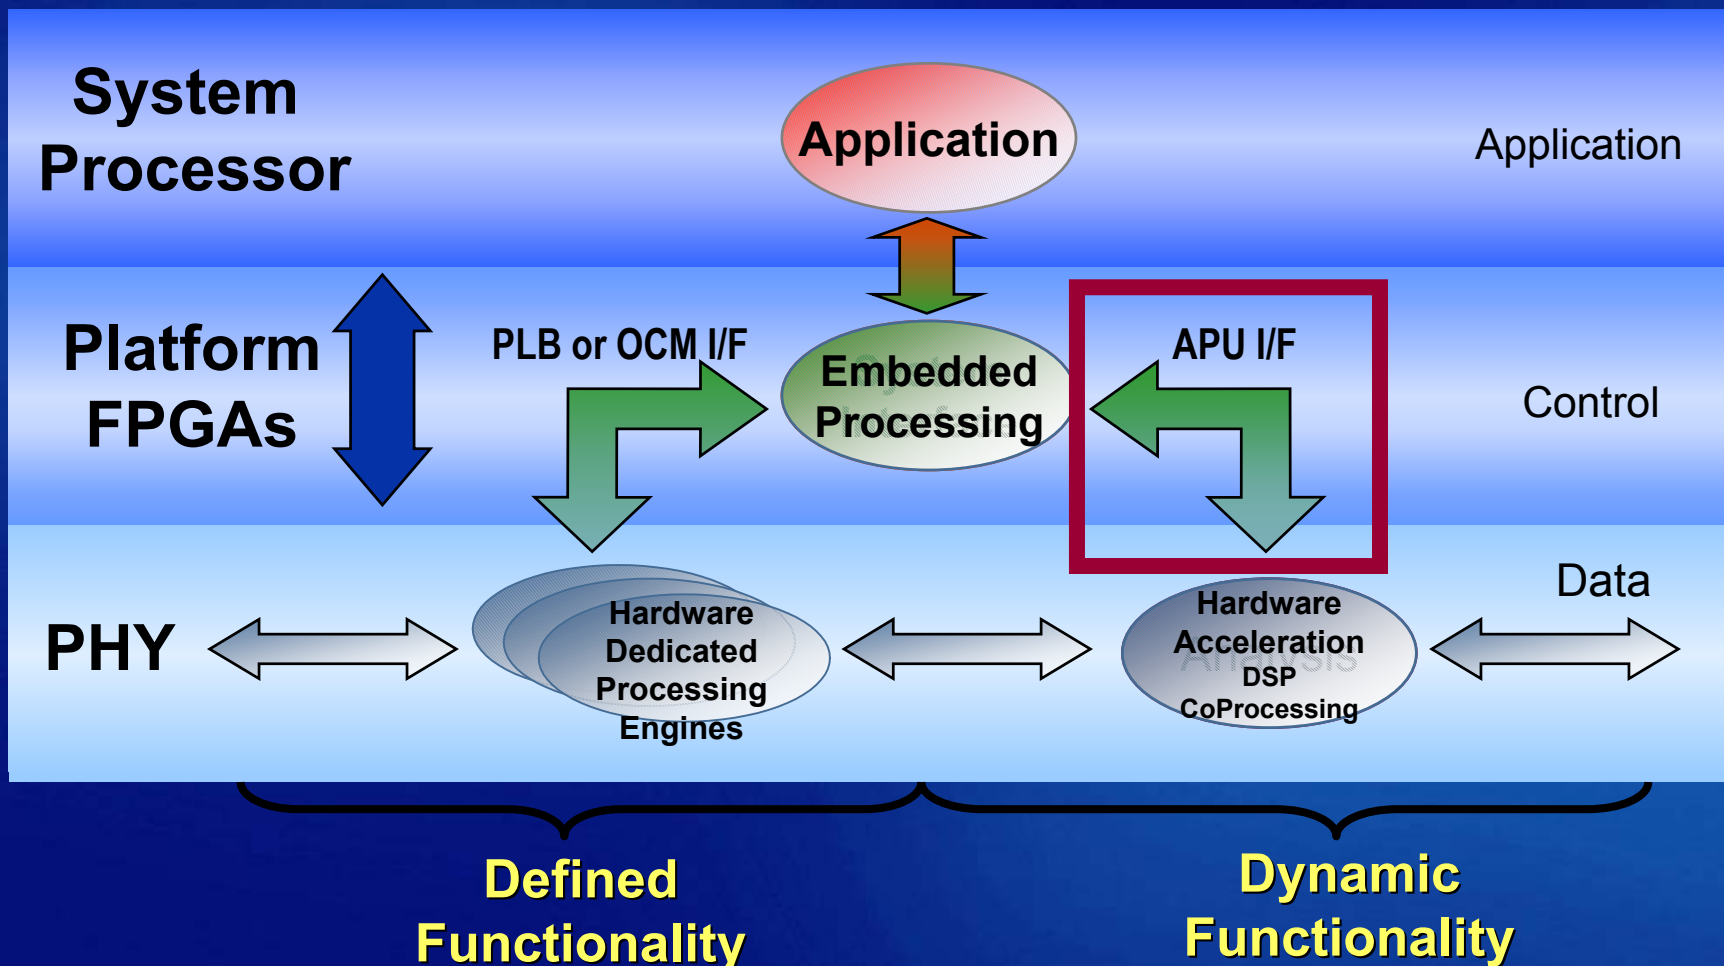 System
Processor
Application
Application
Platform
FPGAs
PLB or OCM I/F
Embedded
Processing
APU I/F
Control
PHY
Hardware
Dedicated
Processing
Engines
Hardware
Acceleration
Analysis
DSP
CoProcessing
Data
Defined
Functionality
Dynamic
Functionality